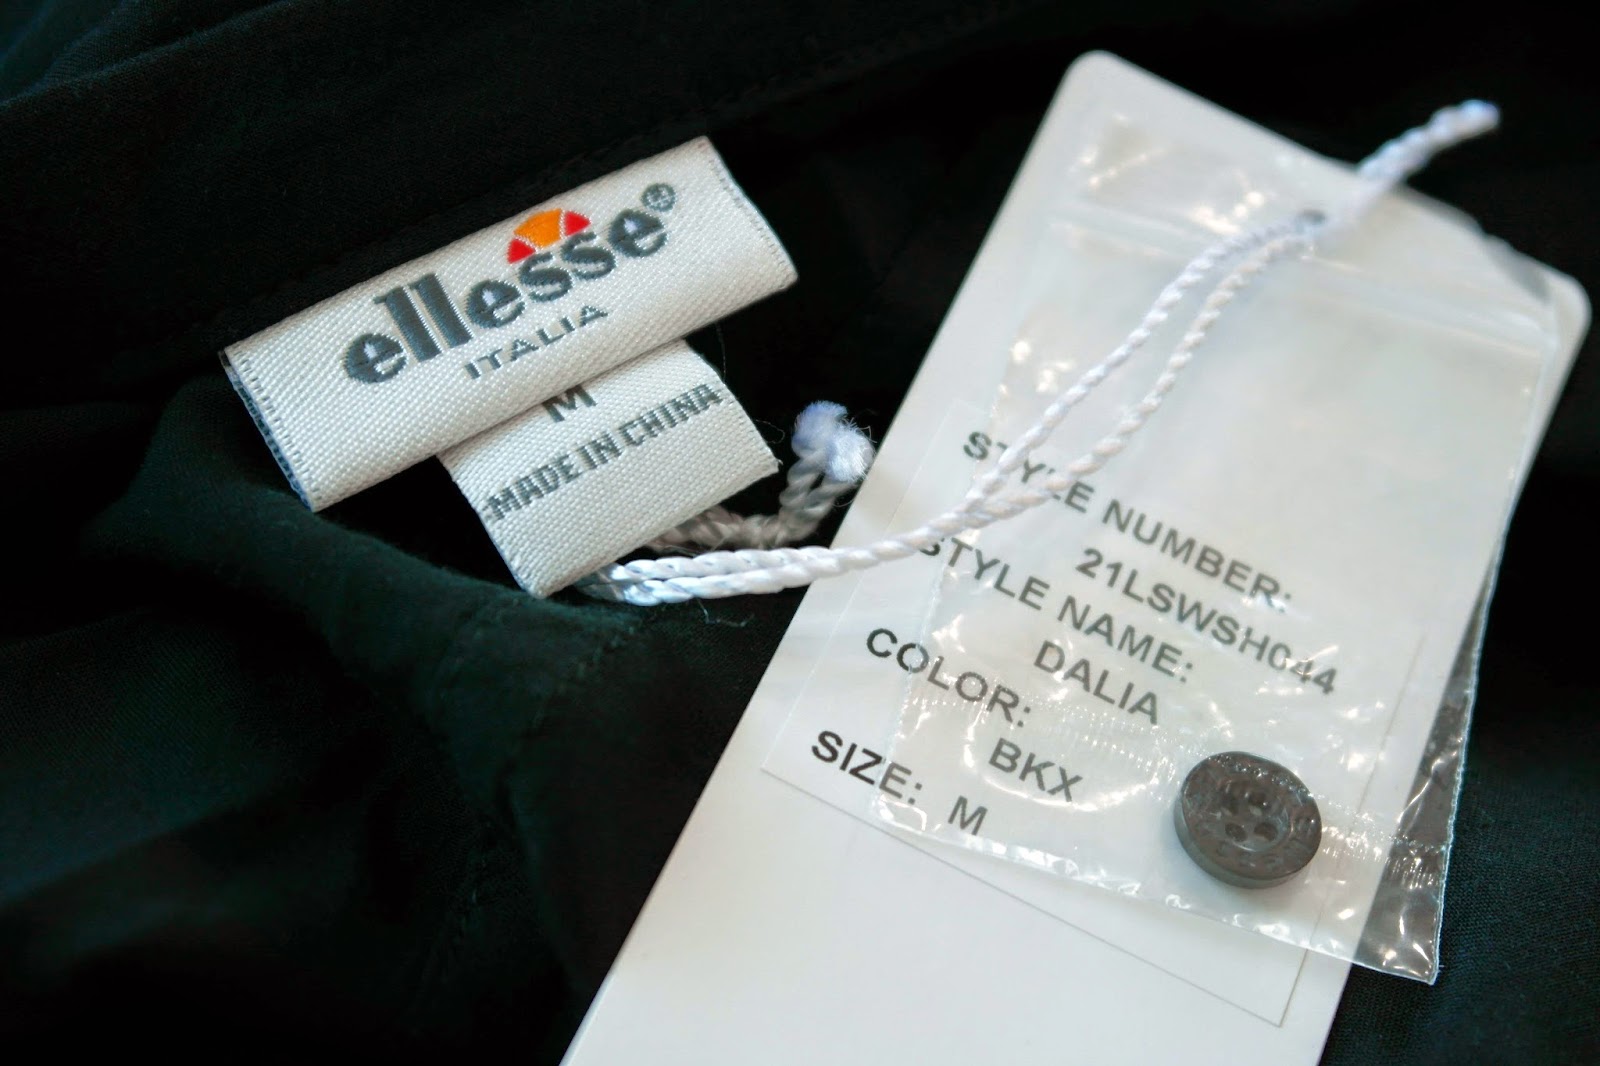 ellesse®
ITALIA
M
MADE IN CHINA
STYLE NUMBER:
21LSWSH044
STYLE NAME:
DALIA
COLOR:
BKX
SIZE: M